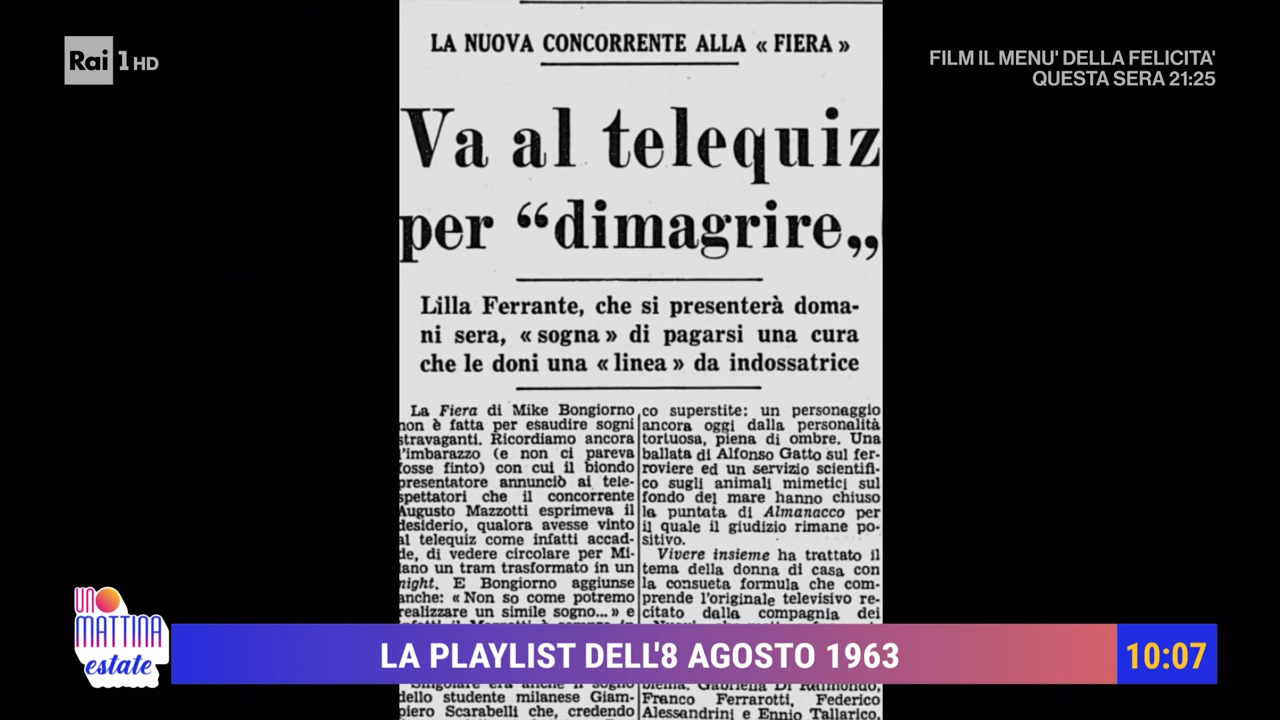 Rai 1 HD
FILM IL MENU' DELLA FELICITA'
QUESTA SERA 21:25
LA NUOVA CONCORRENTE ALLA « FIERA »
Va al telequiz
per “dimagrire„
Lilla Ferrante, che si presenterà doma-
ni sera, « sogna » di pagarsi una cura
che le doni una « linea » da indossatrice
La Fiera di Mike Bongiorno
non è fatta per esaudire sogni
stravaganti. Ricordiamo ancora
l'imbarazzo (e non ci pareva
fosse finto) con cui il biondo
presentatore annunciò ai tele-
spettatori che il concorrente
Augusto Mazzotti esprimeva il
desiderio, qualora avesse vinto
al telequiz come infatti accad-
de, di vedere circolare per Mi-
lano un tram trasformato in un
night. E Bongiorno aggiunse
anche: « Non so come potremo
realizzare un simile sogno... » e
dello studente milanese Giam-
piero Scarabelli che, credendo
co superstite: un personaggio
ancora oggi dalla personalità
tortuosa, piena di ombre. Una
ballata di Alfonso Gatto sul fer-
roviere ed un servizio scientifi-
co sugli animali mimetici sul
fondo del mare hanno chiuso
la puntata di Almanacco per
il quale il giudizio rimane po-
sitivo.
Vivere insieme ha trattato il
tema della donna di casa con
la consueta formula che com-
prende l'originale televisivo re-
citato dalla compagnia dei
Franco Ferrarotti, Federico
Alessandrini e Ennio Tallarico,
UNO
MATTINA
estate
LA PLAYLIST DELL'8 AGOSTO 1963
10:07